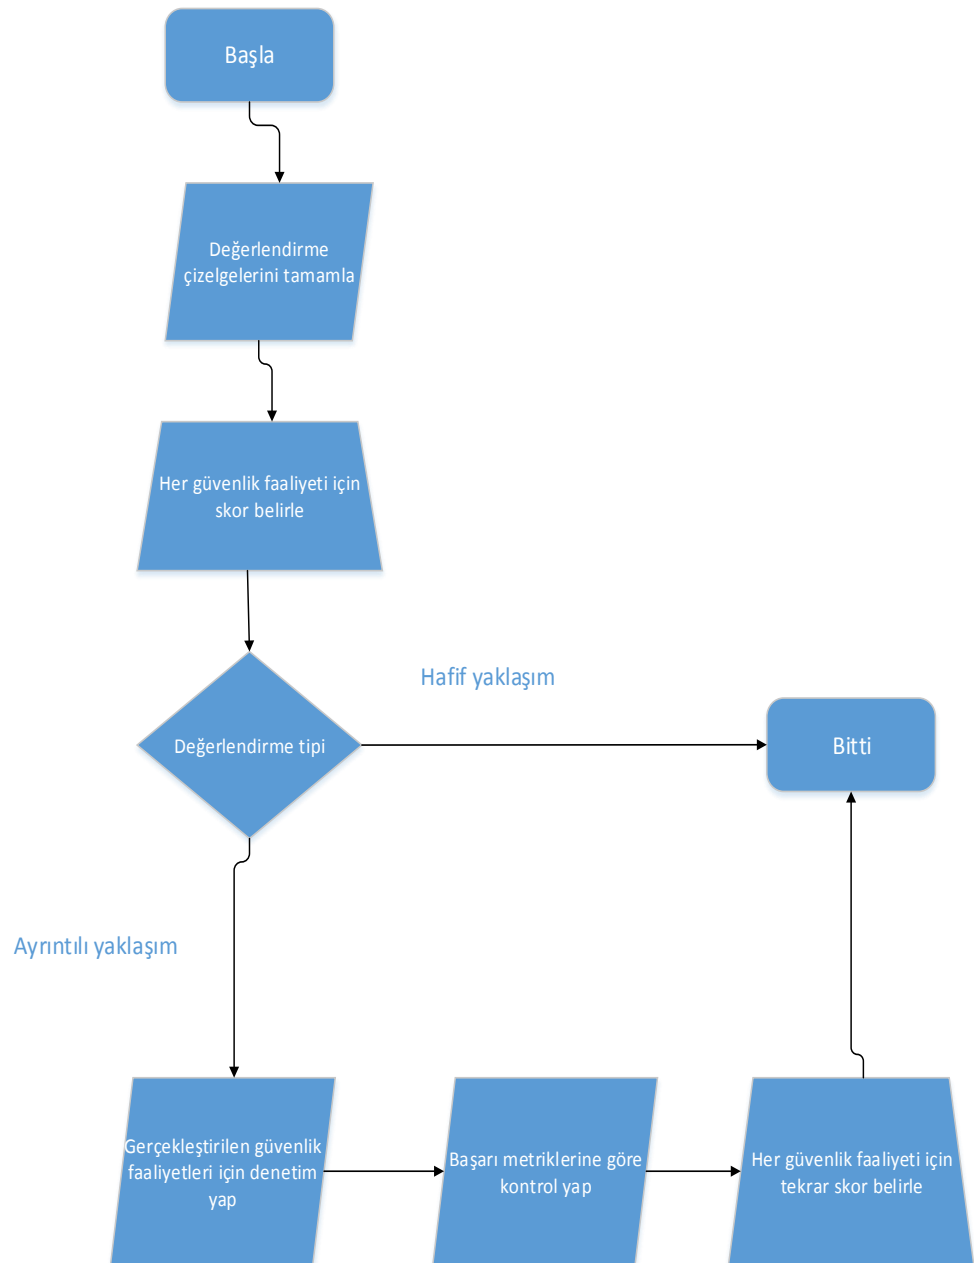 Başla
Değerlendirme
çizelgelerini tamamla
Her güvenlik faaliyeti için
skor belirle
Hafif yaklaşım
Değerlendirme tipi
Bitti
Ayrıntılı yaklaşım
Gerçekleştirilen güvenlik
faaliyetleri için denetim
yap
Başarı metriklerine göre
kontrol yap
Her güvenlik faaliyeti için
tekrar skor belirle